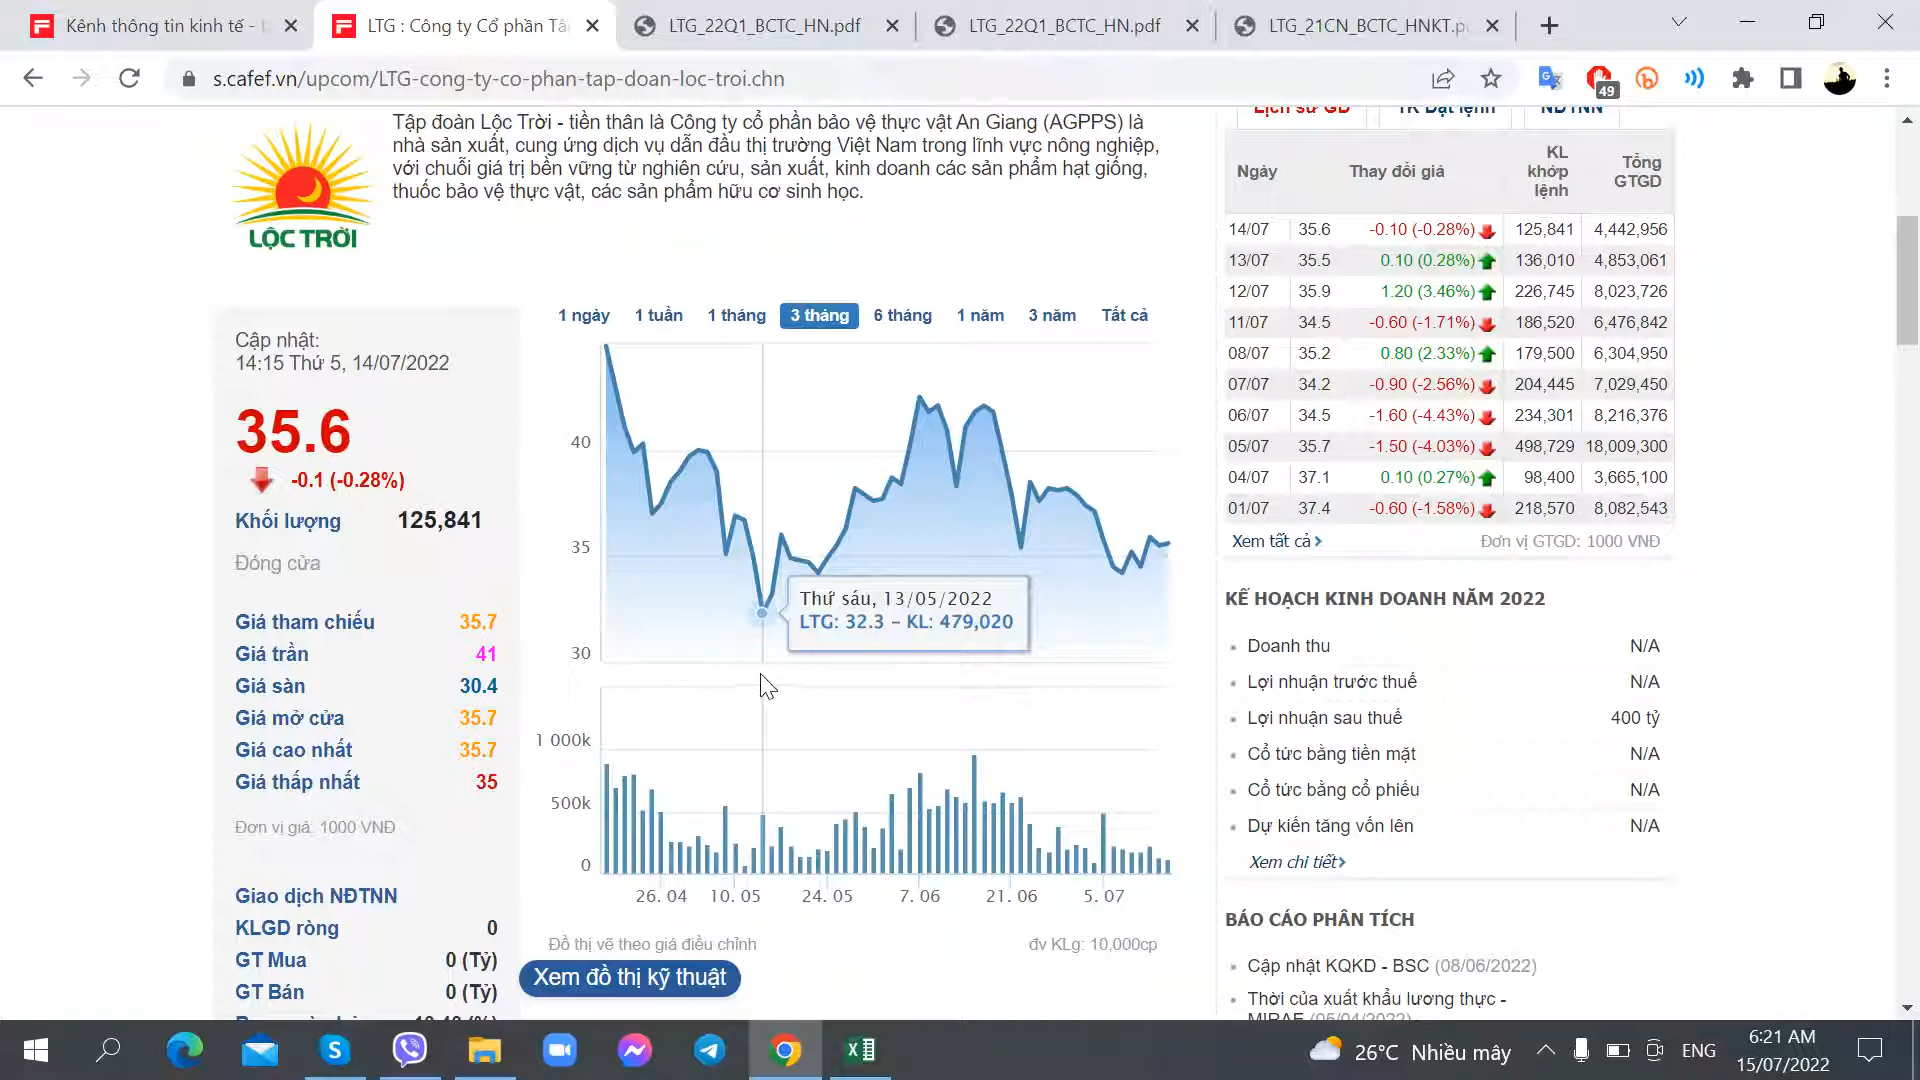 Kênh thông tin kinh tế - t
LTG : Công ty Cổ phần Tậ
LTG_22Q1_BCTC_HN.pdf
LTG_22Q1_BCTC_HN.pdf
LTG_21CN_BCTC_HNKT.p
s.cafef.vn/upcom/LTG-cong-ty-co-phan-tap-doan-loc-troi.chn
49
Tập đoàn Lộc Trời - tiền thân là Công ty cổ phần bảo vệ thực vật An Giang (AGPPS) là
nhà sản xuất, cung ứng dịch vụ dẫn đầu thị trường Việt Nam trong lĩnh vực nông nghiệp,
với chuỗi giá trị bền vững từ nghiên cứu, sản xuất, kinh doanh các sản phẩm hạt giống,
thuốc bảo vệ thực vật, các sản phẩm hữu cơ sinh học.
LỘC TRỜI
Cập nhật:
14:15 Thứ 5, 14/07/2022
35.6
-0.1 (-0.28%)
Khối lượng 125,841
Đóng cửa
Giá tham chiếu 35.7
Giá trần 41
Giá sàn 30.4
Giá mở cửa 35.7
Giá cao nhất 35.7
Giá thấp nhất 35
Đơn vị giá: 1000 VNĐ
Giao dịch NĐTNN
KLGD ròng 0
GT Mua 0 (Tỷ)
GT Bán 0 (Tỷ)
1 ngày 1 tuần 1 tháng 3 tháng 6 tháng 1 năm 3 năm Tất cả
40
35
30
Thứ sáu, 13/05/2022
LTG: 32.3 - KL: 479,020
1 000k
500k
0
26. 04 10. 05 24. 05 7. 06 21. 06 5. 07
Đồ thị vẽ theo giá điều chỉnh đv KLg: 10,000cp
Xem đồ thị kỹ thuật
Lịch sử GD TK Đặt lệnh NĐTNN
Ngày Thay đổi giá KL khớp lệnh Tổng GTGD
14/07 35.6 -0.10 (-0.28%) 125,841 4,442,956
13/07 35.5 0.10 (0.28%) 136,010 4,853,061
12/07 35.9 1.20 (3.46%) 226,745 8,023,726
11/07 34.5 -0.60 (-1.71%) 186,520 6,476,842
08/07 35.2 0.80 (2.33%) 179,500 6,304,950
07/07 34.2 -0.90 (-2.56%) 204,445 7,029,450
06/07 34.5 -1.60 (-4.43%) 234,301 8,216,376
05/07 35.7 -1.50 (-4.03%) 498,729 18,009,300
04/07 37.1 0.10 (0.27%) 98,400 3,665,100
01/07 37.4 -0.60 (-1.58%) 218,570 8,082,543
Xem tất cả Đơn vị GTGD: 1000 VNĐ
KẾ HOẠCH KINH DOANH NĂM 2022
Doanh thu N/A
Lợi nhuận trước thuế N/A
Lợi nhuận sau thuế 400 tỷ
Cổ tức bằng tiền mặt N/A
Cổ tức bằng cổ phiếu N/A
Dự kiến tăng vốn lên N/A
Xem chi tiết
BÁO CÁO PHÂN TÍCH
Cập nhật KQKD - BSC (08/06/2022)
Thời của xuất khẩu lương thực -
MIRAE (05/04/2022)
26°C Nhiều mây
ENG
6:21 AM
15/07/2022